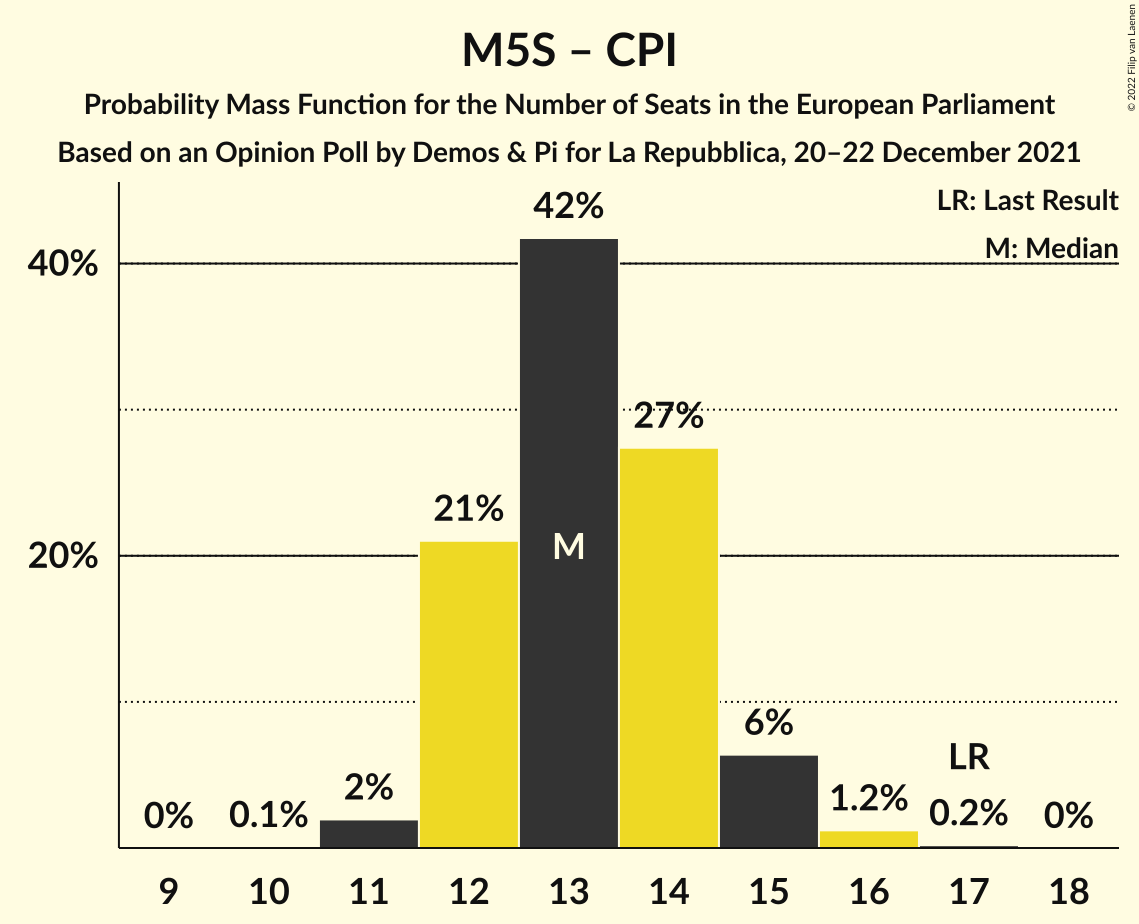 M5S – CPI
Probability Mass Function for the Number of Seats in the European Parliament
Based on an Opinion Poll by Demos & Pi for La Repubblica, 20–22 December 2021
© 2022 Filip van Laenen
LR: Last Result
M: Median
40%
20%
0%
0.1%
2%
21%
42%
M
27%
6%
1.2%
LR
0.2%
0%
9 10 11 12 13 14 15 16 17 18